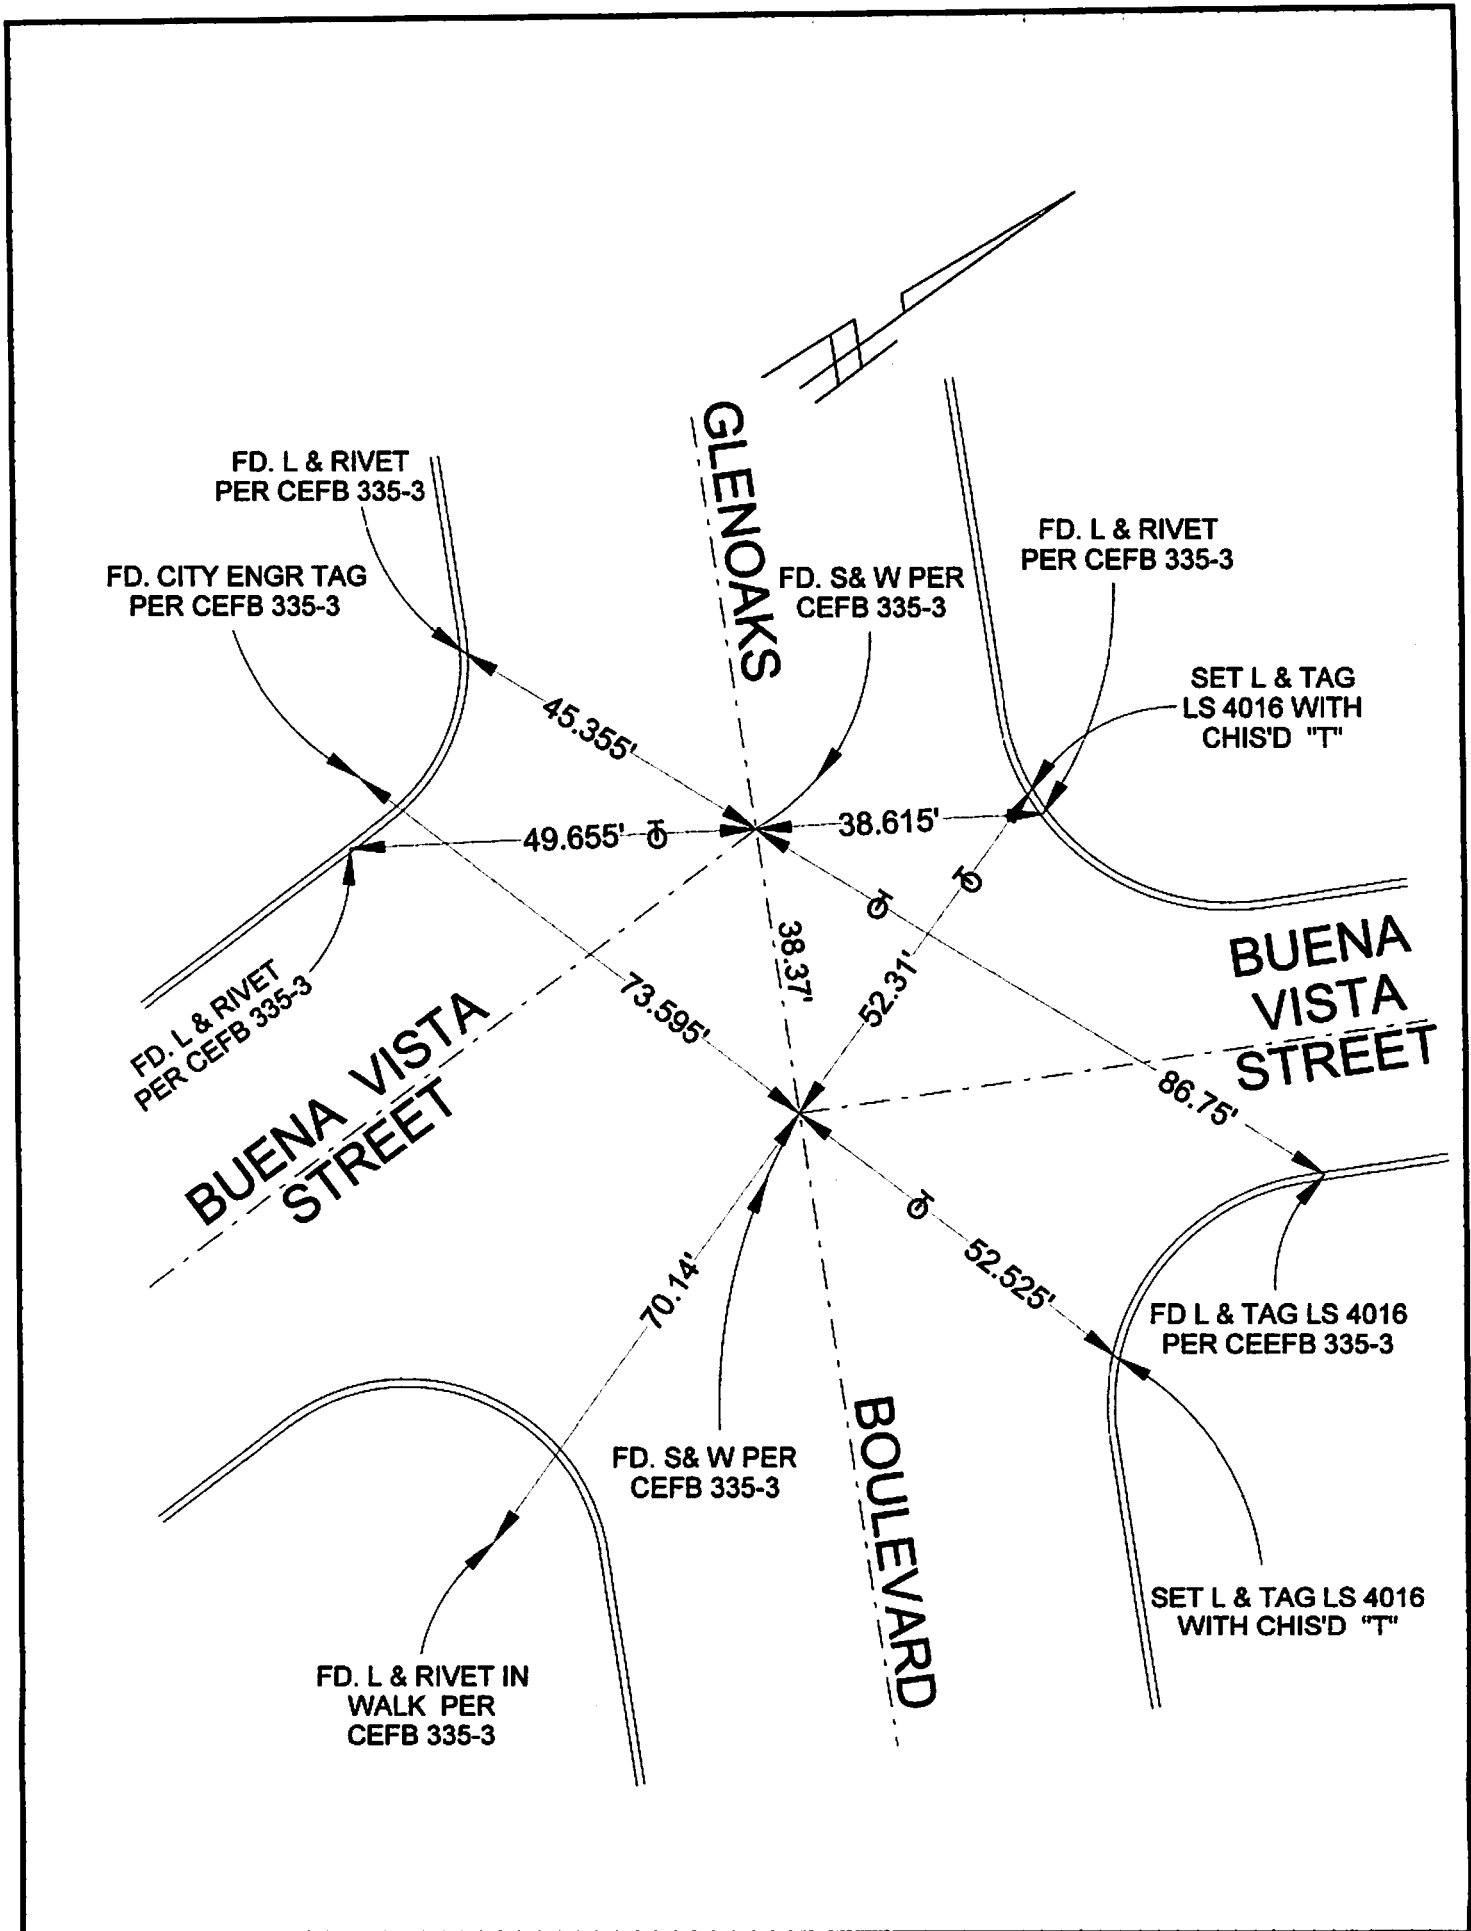 GLENOAKS
FD. L & RIVET
PER CEFB 335-3
FD. CITY ENGR TAG
PER CEFB 335-3
FD. S& W PER
CEFB 335-3
FD. L & RIVET
PER CEFB 335-3
SET L & TAG
LS 4016 WITH
CHIS'D "T"
45.355'
49.655'
38.615'
38.37'
52.31'
73.595'
86.75'
BUENA
VISTA
STREET
FD. L & RIVET
PER CEFB 335-3
BUENA VISTA
STREET
70.14'
52.525'
FD L & TAG LS 4016
PER CEEFB 335-3
FD. S& W PER
CEFB 335-3
BOULEVARD
SET L & TAG LS 4016
WITH CHIS'D "T"
FD. L & RIVET IN
WALK PER
CEFB 335-3